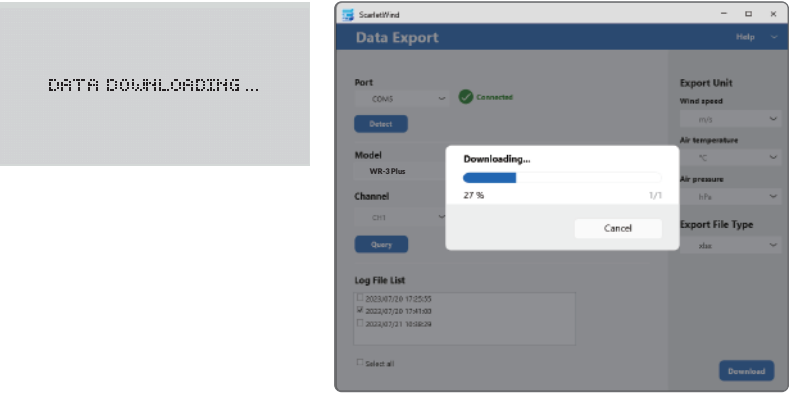 DATA DOWNLOADING...
ScarletWind
Data Export
Help
Port
COM5
Connected
Detect
Model
WR-3 Plus
Channel
CH1
Query
Log File List
2023/07/20 17:25:35
2023/07/20 17:41:00
2023/07/21 10:08:29
Select all
Downloading...
27 %
1/1
Cancel
Export Unit
Wind speed
m/s
Air temperature
°C
Air pressure
hPa
Export File Type
xlsx
Download